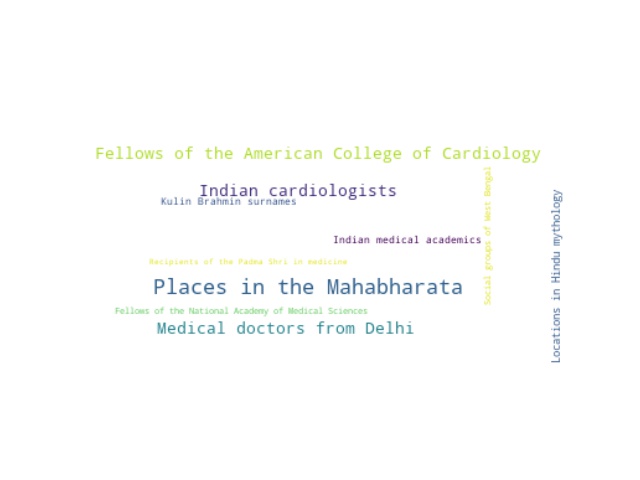 Fellows of the American College of Cardiology
Indian cardiologists
Kulin Brahmin surnames
Indian medical academics
Recipients of the Padma Shri in medicine
Places in the Mahabharata
Fellows of the National Academy of Medical Sciences
Medical doctors from Delhi
Social groups of West Bengal
Locations in Hindu mythology